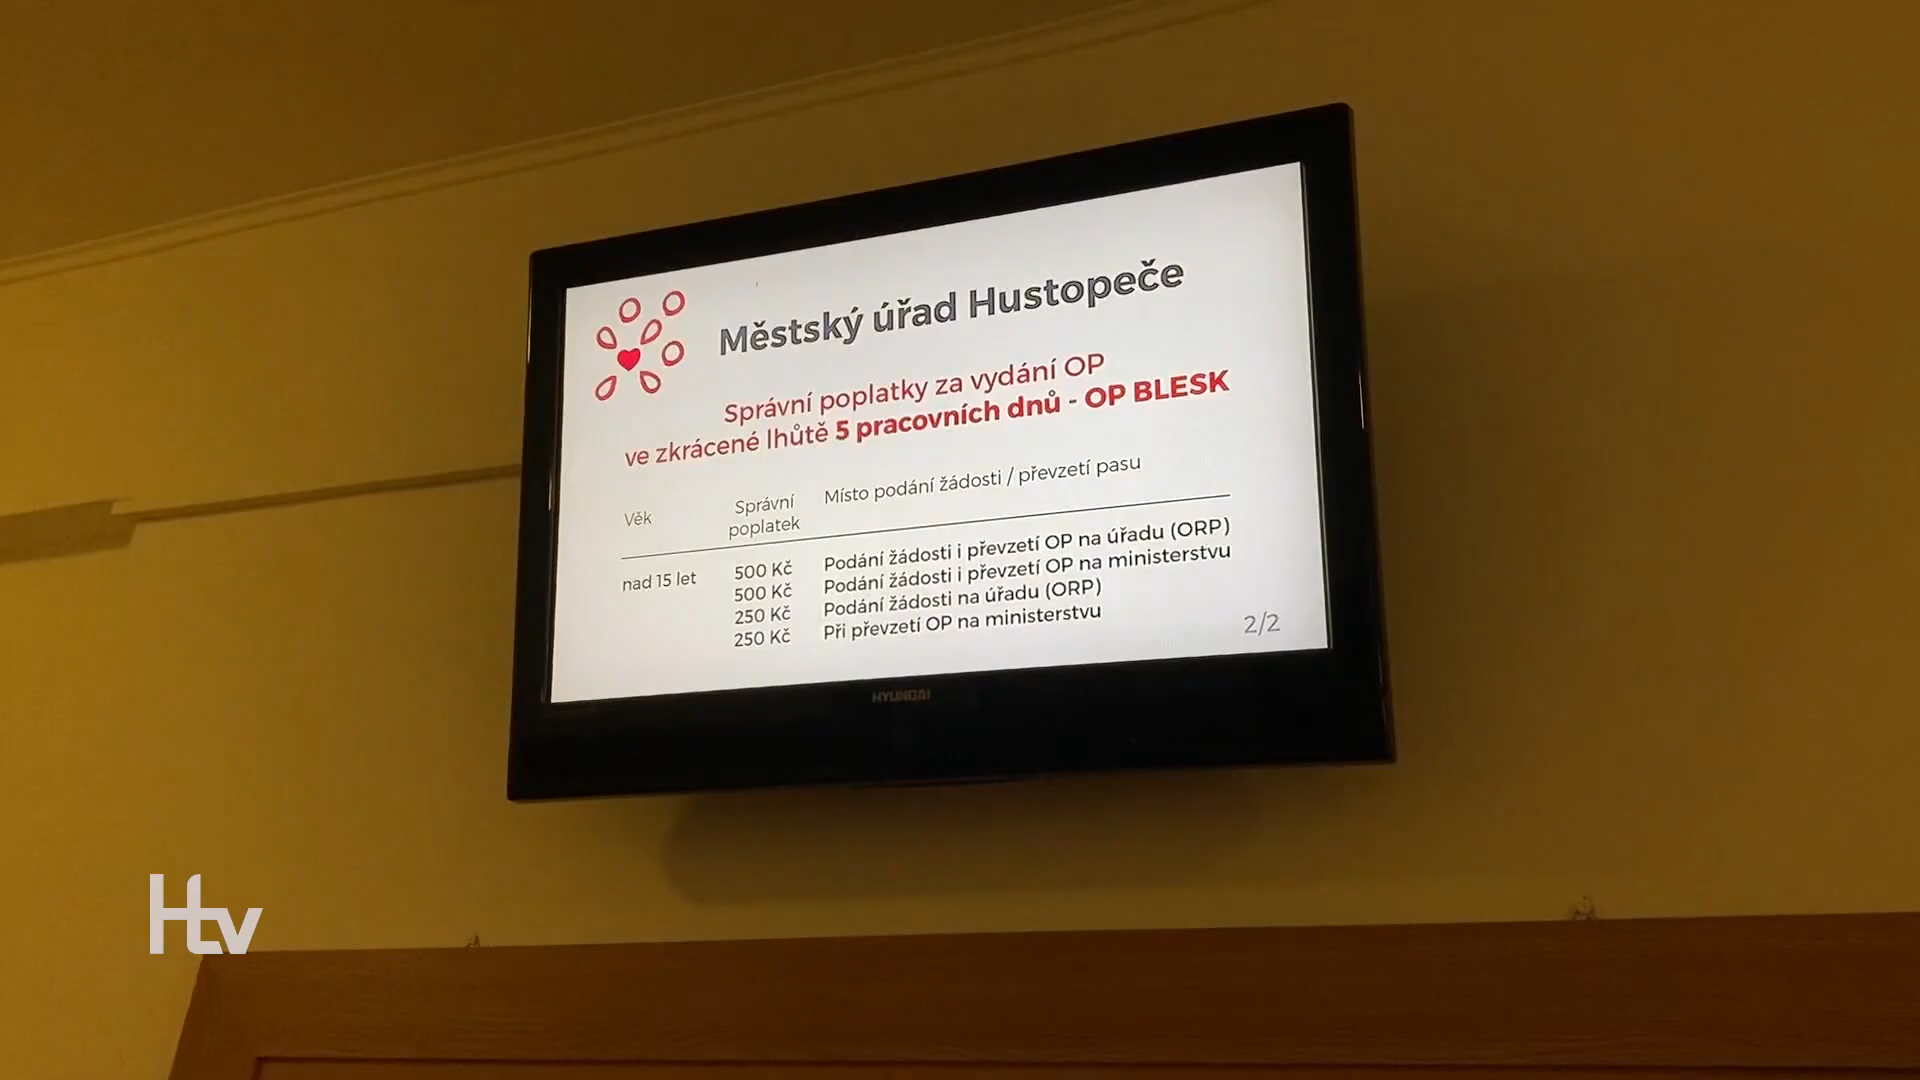 Městský úřad Hustopeče
Správní poplatky za vydání OP
ve zkrácené lhůtě 5 pracovních dnů - OP BLESK
Věk
Správní
poplatek
Místo podání žádosti / převzetí pasu
nad 15 let
500 Kč Podání žádosti i převzetí OP na úřadu (ORP)
500 Kč Podání žádosti i převzetí OP na ministerstvu
250 Kč Podání žádosti na úřadu (ORP)
250 Kč Při převzetí OP na ministerstvu
2/2
HYUNDAI
Htv